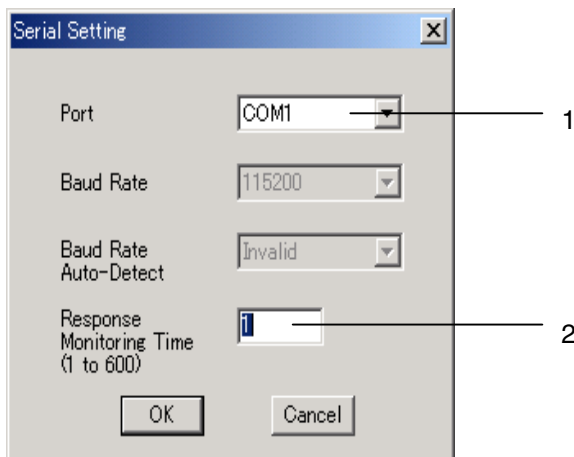 Serial Setting
Port
COM1
1
Baud Rate
115200
Baud Rate
Auto-Detect
Invalid
Response
Monitoring Time
(1 to 600)
1
2
OK
Cancel